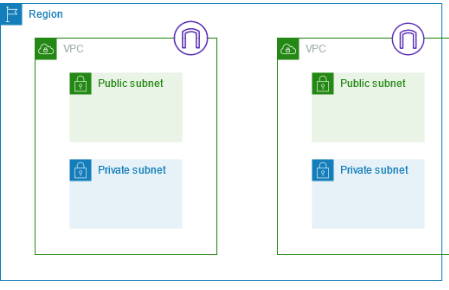 Region
VPC
VPC
Public subnet
Public subnet
Private subnet
Private subnet